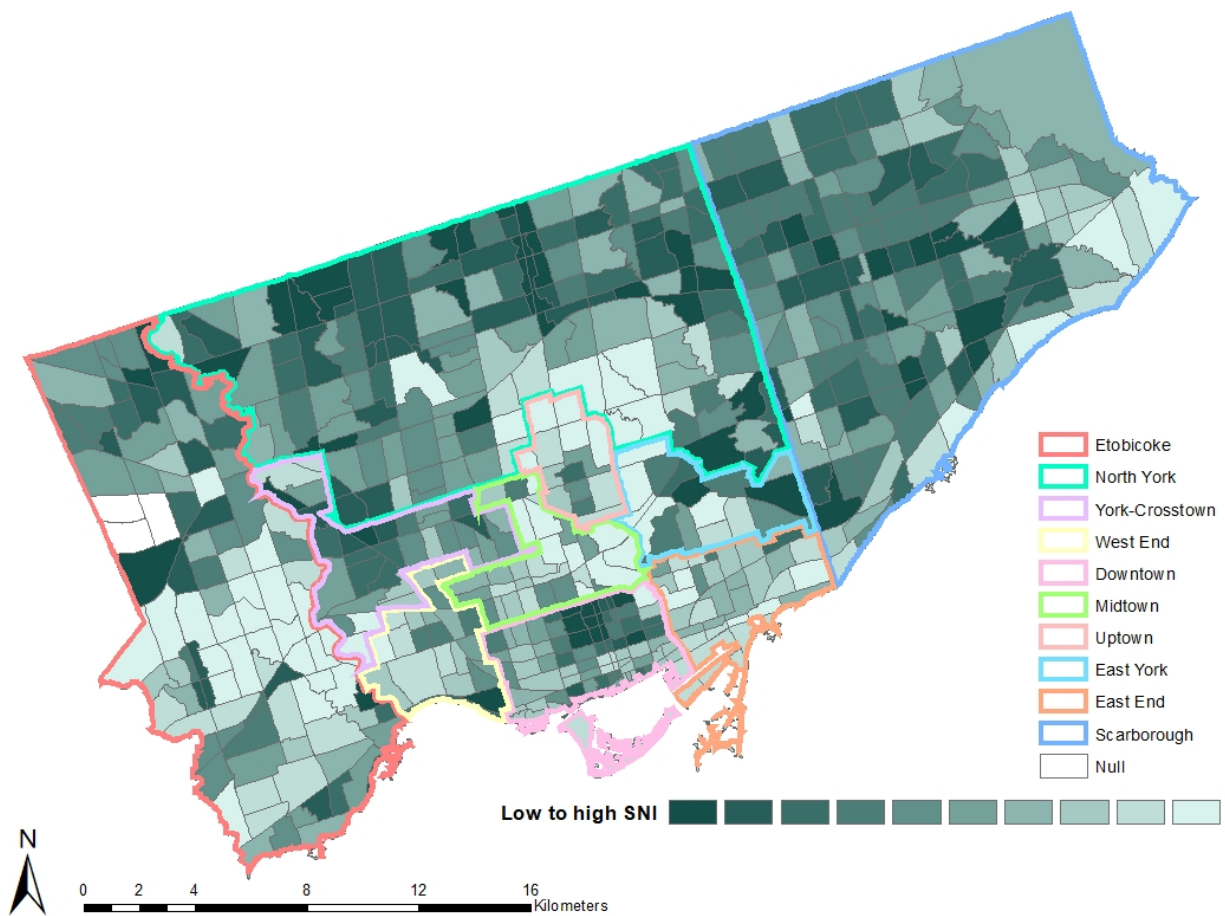 Etobicoke
North York
York-Crosstown
West End
Downtown
Midtown
Uptown
East York
East End
Scarborough
Null
Low to high SNI
N
0 2 4 8 12 16
Kilometers